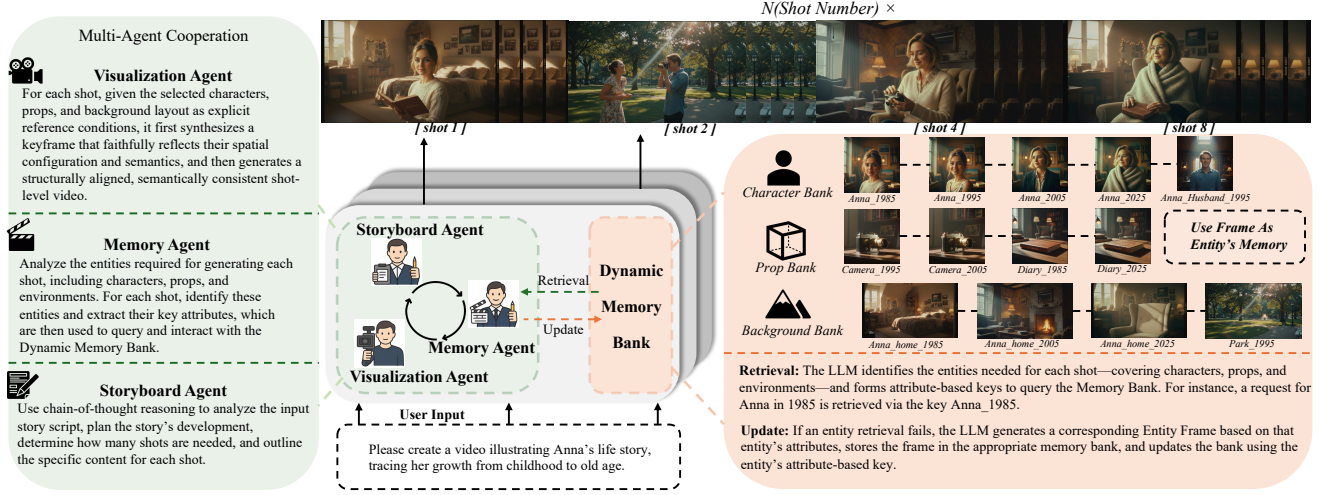 N(Shot Number) ×
Multi-Agent Cooperation
Visualization Agent
For each shot, given the selected characters,
props, and background layout as explicit
reference conditions, it first synthesizes a
keyframe that faithfully reflects their spatial
configuration and semantics, and then generates a
structurally aligned, semantically consistent shot-
level video.
Memory Agent
Analyze the entities required for generating each
shot, including characters, props, and
environments. For each shot, identify these
entities and extract their key attributes, which
are then used to query and interact with the
Dynamic Memory Bank.
Storyboard Agent
Use chain-of-thought reasoning to analyze the input
story script, plan the story's development,
determine how many shots are needed, and outline
the specific content for each shot.
[ shot 1 ]
[ shot 2 ]
[ shot 4 ]
[ shot 8 ]
Storyboard Agent
Memory Agent
Visualization Agent
Retrieval
Update
Dynamic
Memory
Bank
User Input
Please create a video illustrating Anna's life story,
tracing her growth from childhood to old age.
Character Bank
Anna_1985
Anna_1995
Anna_2005
Anna_2025
Anna_Husband_1995
Prop Bank
Camera_1995
Camera_2005
Diary_1985
Diary_2025
Use Frame As
Entity's Memory
Background Bank
Anna_home_1985
Anna_home_2005
Anna_home_2025
Park_1995
Retrieval: The LLM identifies the entities needed for each shot—covering characters, props, and
environments—and forms attribute-based keys to query the Memory Bank. For instance, a request for
Anna in 1985 is retrieved via the key Anna_1985.
Update: If an entity retrieval fails, the LLM generates a corresponding Entity Frame based on that
entity's attributes, stores the frame in the appropriate memory bank, and updates the bank using the
entity's attribute-based key.